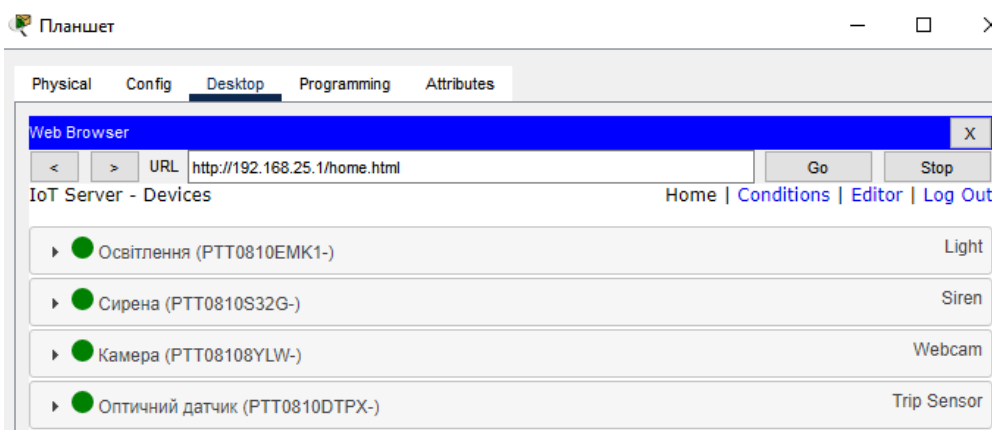 Планшет
Physical Config Desktop Programming Attributes
Web Browser X
< > URL http://192.168.25.1/home.html Go Stop
IoT Server - Devices Home | Conditions | Editor | Log Out
Освітлення (PTT0810EMK1-) Light
Сирена (PTT0810S32G-) Siren
Камера (PTT08108YLW-) Webcam
Оптичний датчик (PTT0810DTPX-) Trip Sensor